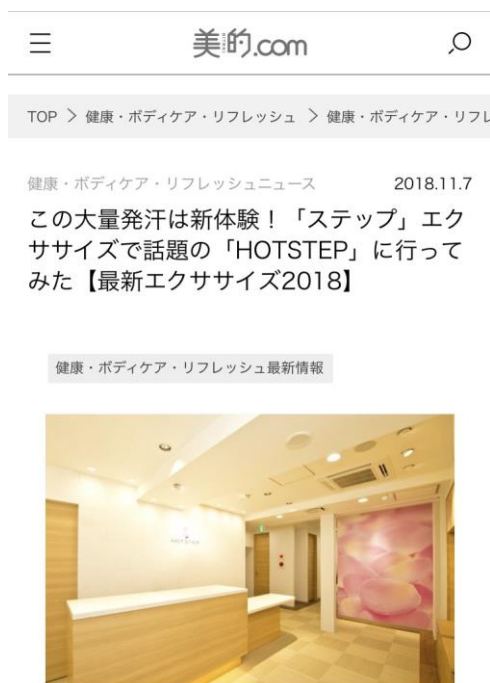 美的.com
TOP > 健康・ボディケア・リフレッシュ > 健康・ボディケア・リフレ
健康・ボディケア・リフレッシュニュース 2018.11.7
この大量発汗は新体験!「ステップ」エク
ササイズで話題の「HOTSTEP」に行って
みた【最新エクササイズ2018】
健康・ボディケア・リフレッシュ最新情報
HOTSTEP